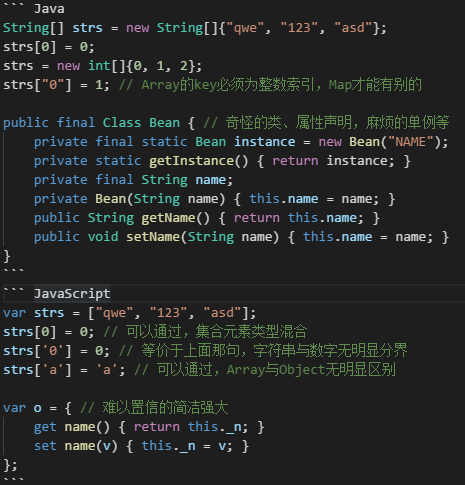 ``` Java
String[] strs = new String[]{"qwe", "123", "asd"};
strs[0] = 0;
strs = new int[]{0, 1, 2};
strs["0"] = 1; // Array的key必须为整数索引，Map才能有别的

public final Class Bean { // 奇怪的类、属性声明，麻烦的单例等
    private final static Bean instance = new Bean("NAME");
    private static getInstance() { return instance; }
    private final String name;
    private Bean(String name) { this.name = name; }
    public String getName() { return this.name; }
    public void setName(String name) { this.name = name; }
}
```
``` JavaScript
var strs = ["qwe", "123", "asd"];
strs[0] = 0; // 可以通过，集合元素类型混合
strs['0'] = 0; // 等价于上面那句，字符串与数字无明显分界
strs['a'] = 'a'; // 可以通过，Array与Object无明显区别

var o = { // 难以置信的简洁强大
    get name() { return this._n; }
    set name(v) { this._n = v; }
};
```